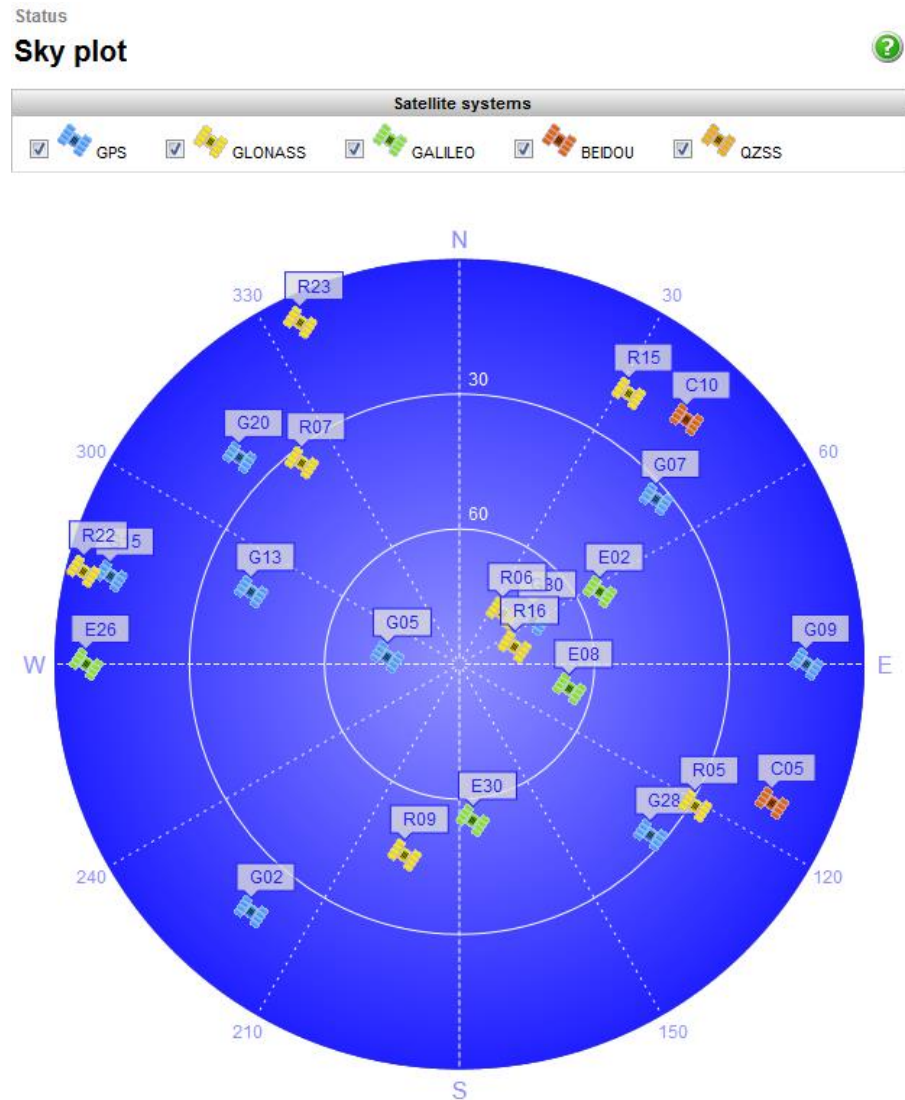 Status
Sky plot
Satellite systems
GPS GLONASS GALILEO BEIDOU QZSS
N
330 R23 30
R15
30 C10
G20 R07
300 60
G07
60
R22 5
G13 R06 G30 E02
R16
E26 G05 G09
E08
W E
R05 C05
E30 G28
R09
240 G02 120
210 150
S